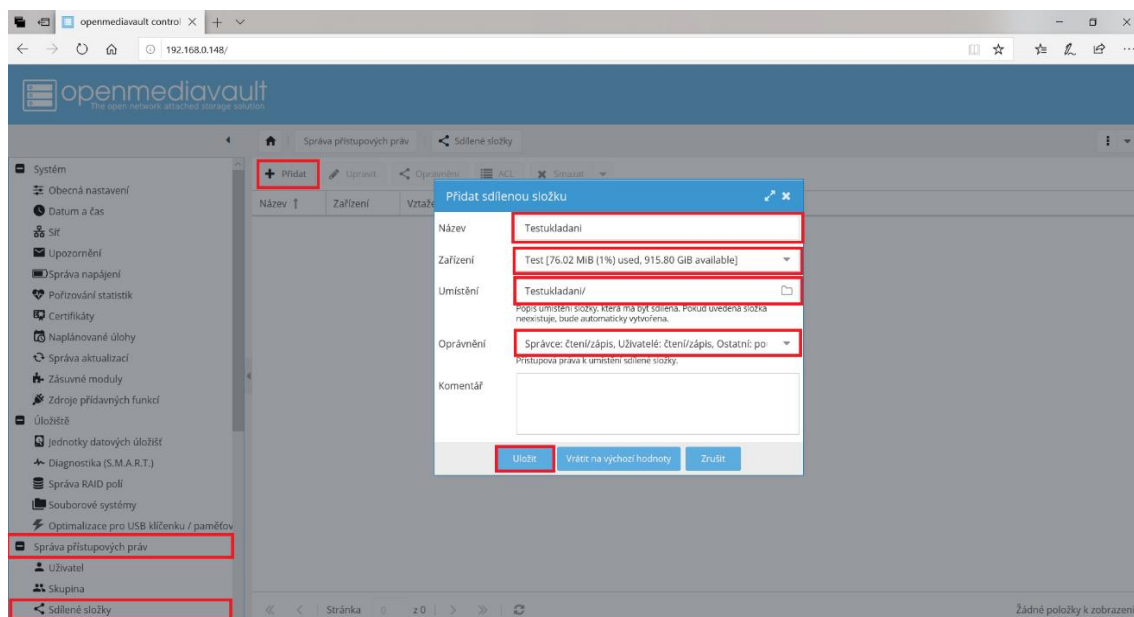 openmediavault control
192.168.0.148/
openmediavault
The open network attached storage solution
Správa přístupových práv
Sdílené složky
Systém
Obecná nastavení
Datum a čas
Síť
Upozornění
Správa napájení
Pořizování statistik
Certifikáty
Naplánované úlohy
Správa aktualizací
Zásuvné moduly
Zdroje přídavných funkcí
Úložiště
Jednotky datových úložišť
Diagnostika (S.M.A.R.T.)
Správa RAID polí
Souborové systémy
Optimalizace pro USB klíčenku / paměťov
Správa přístupových práv
Uživatel
Skupina
Sdílené složky
Přidat
Upravit
Oprávnění
ACL
Smazat
Název
Zařízení
Vztaže
Přidat sdílenou složku
Název
Testukladani
Zařízení
Test [76.02 MiB (1%) used, 915.80 GiB available]
Umístění
Testukladani/
Popis umístění složky, která má být sdílena. Pokud uvedená složka
neexistuje, bude automaticky vytvořena.
Oprávnění
Správce: čtení/zápis, Uživatelé: čtení/zápis, Ostatní: po
Přístupová práva k umístění sdílené složky.
Komentář
Uložit
Vrátit na výchozí hodnoty
Zrušit
Stránka 0 z 0
Žádné položky k zobrazení